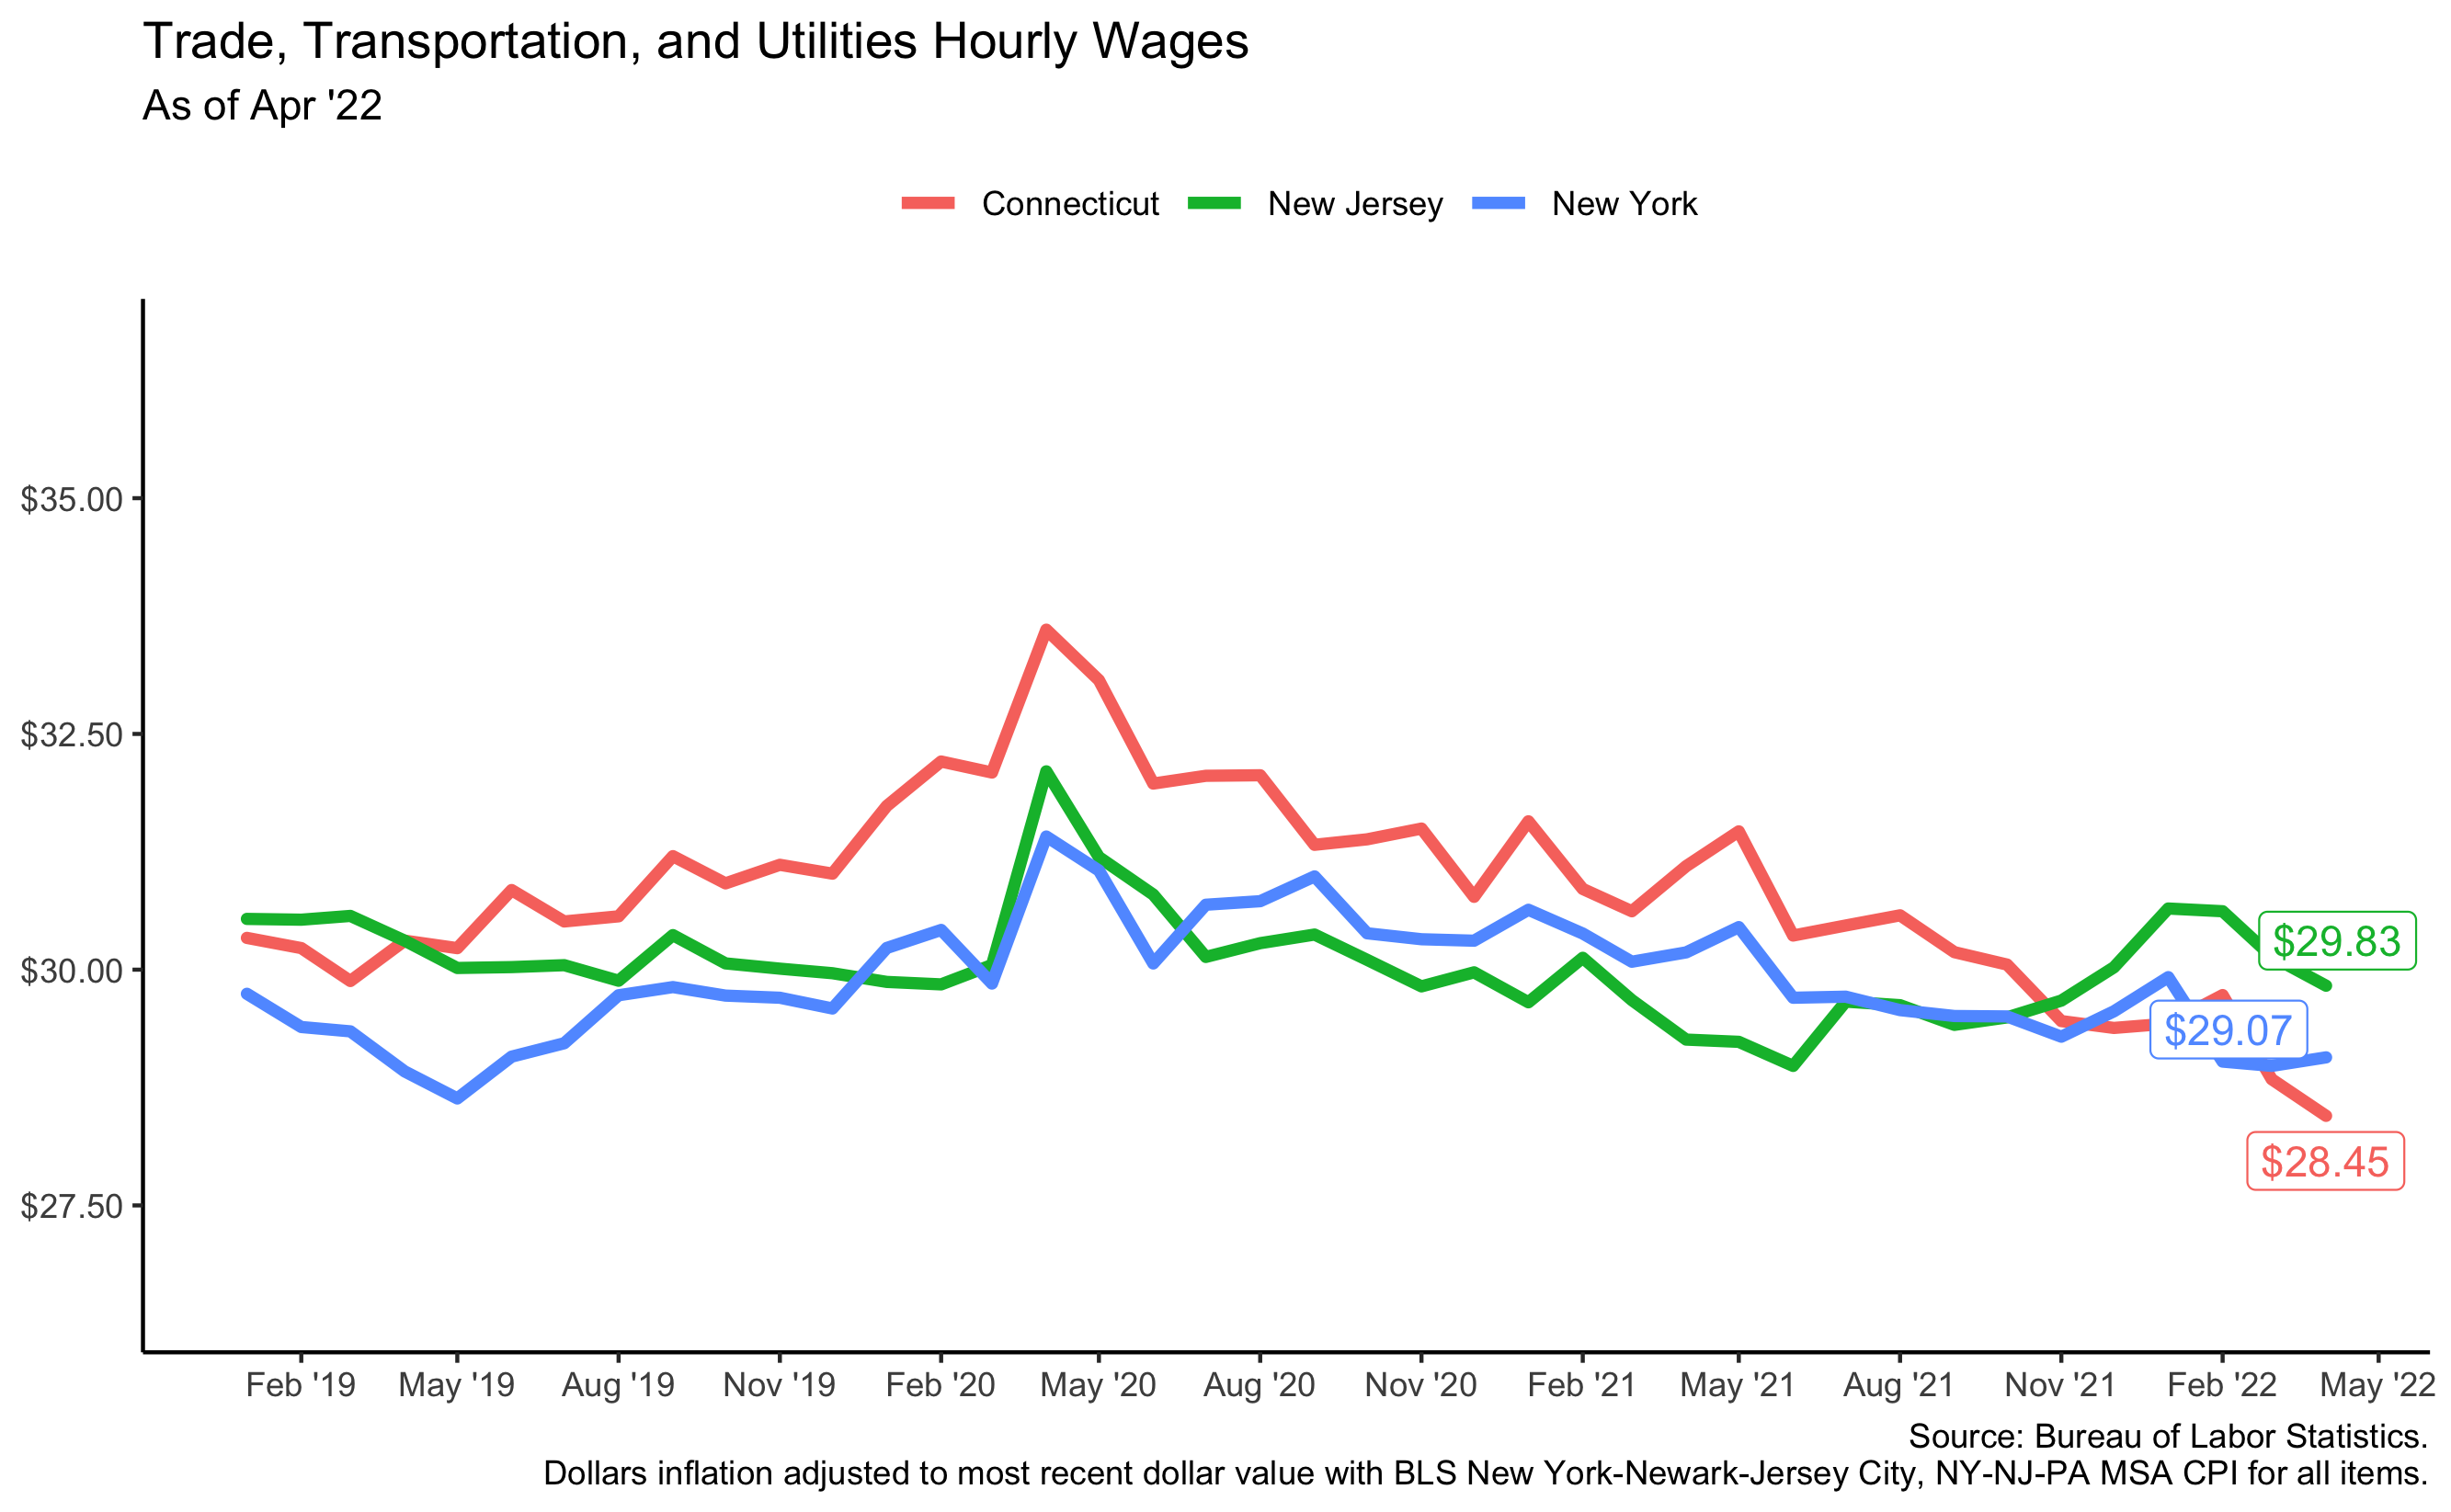 Trade, Transportation, and Utilities Hourly Wages
As of Apr '22
Connecticut New Jersey New York
$35.00
$32.50
$30.00
$27.50
$29.83
$29.07
$28.45
Feb '19 May '19 Aug '19 Nov '19 Feb '20 May '20 Aug '20 Nov '20 Feb '21 May '21 Aug '21 Nov '21 Feb '22 May '22
Source: Bureau of Labor Statistics.
Dollars inflation adjusted to most recent dollar value with BLS New York-Newark-Jersey City, NY-NJ-PA MSA CPI for all items.